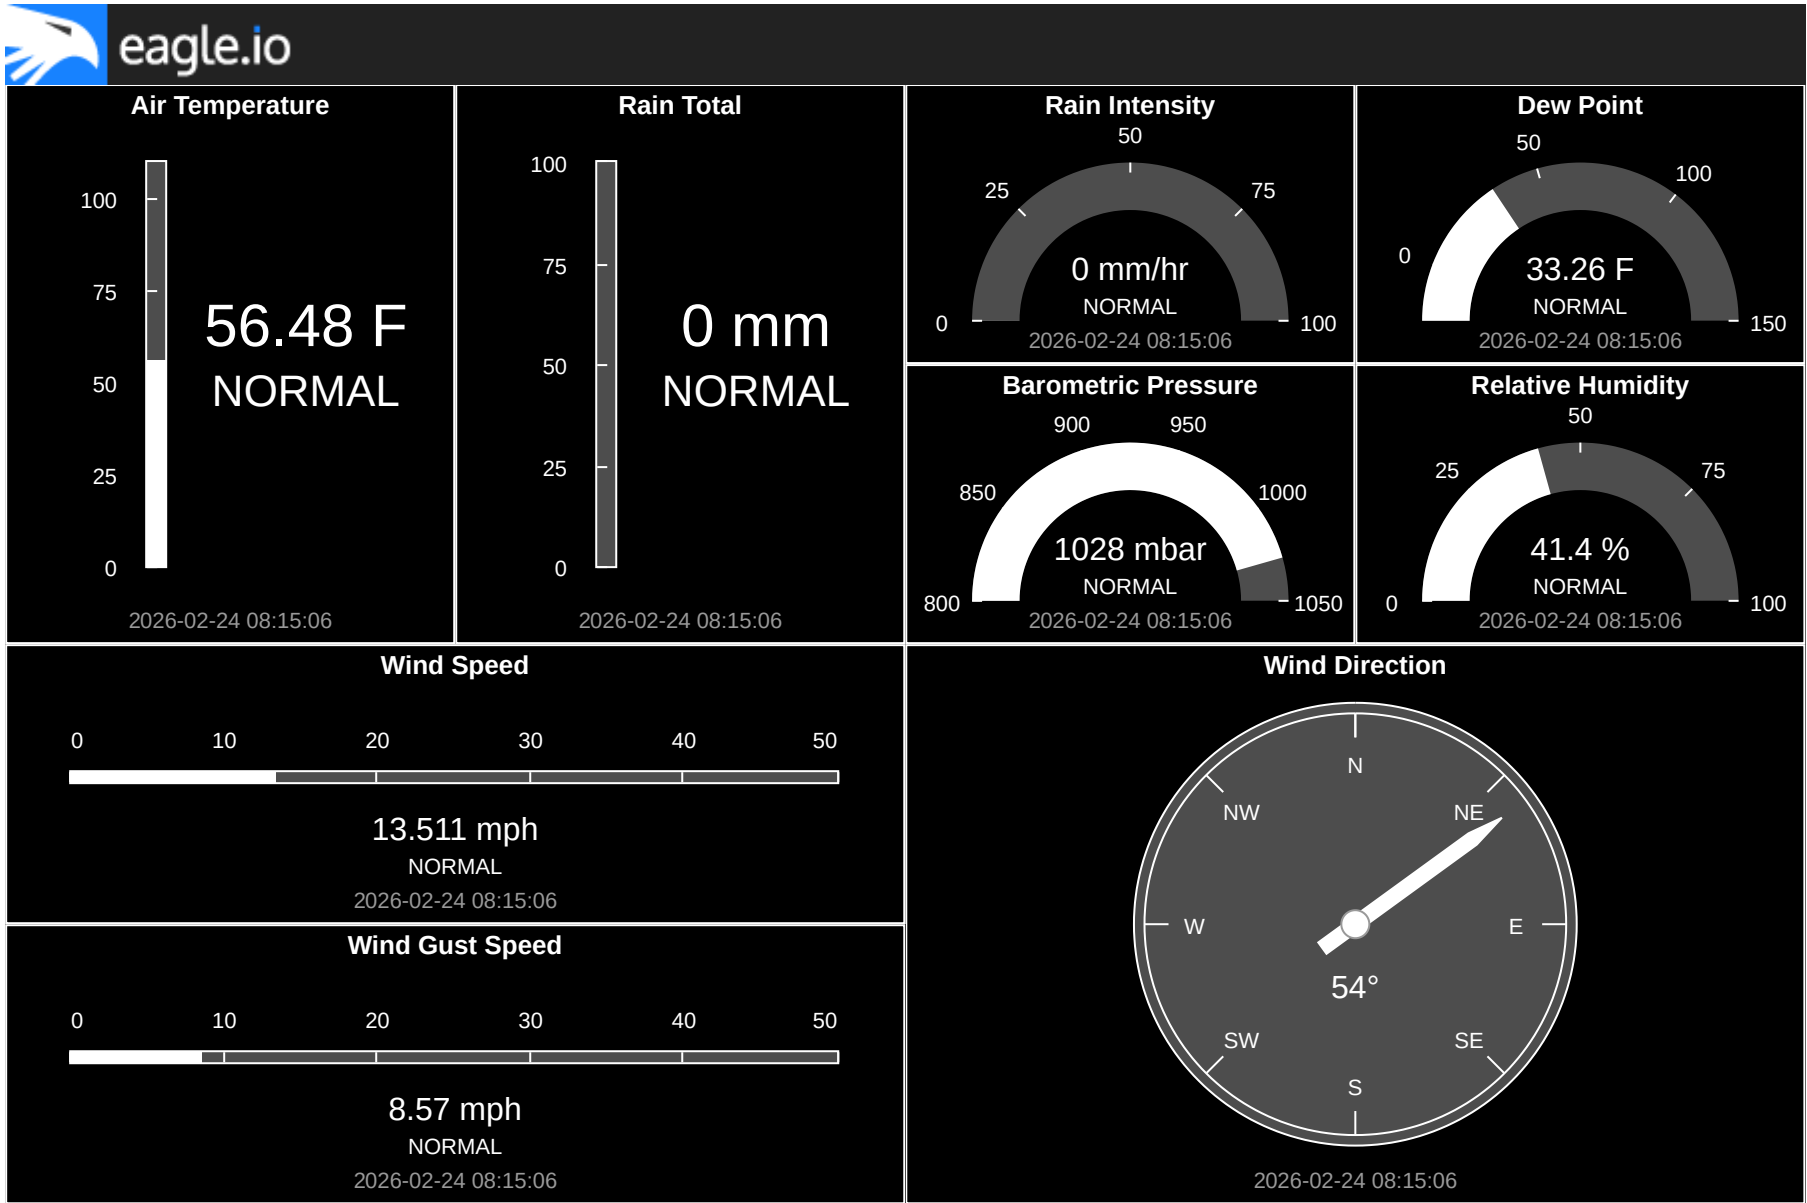 eagle.io
Air Temperature
100
75
50
25
0
56.48 F
NORMAL
2026-02-24 08:15:06
Rain Total
100
75
50
25
0
0 mm
NORMAL
2026-02-24 08:15:06
Rain Intensity
50
25
75
0
100
0 mm/hr
NORMAL
2026-02-24 08:15:06
Dew Point
50
100
0
150
33.26 F
NORMAL
2026-02-24 08:15:06
Barometric Pressure
900
950
850
1000
800
1050
1028 mbar
NORMAL
2026-02-24 08:15:06
Relative Humidity
50
25
75
0
100
41.4 %
NORMAL
2026-02-24 08:15:06
Wind Speed
0 10 20 30 40 50
13.511 mph
NORMAL
2026-02-24 08:15:06
Wind Gust Speed
0 10 20 30 40 50
8.57 mph
NORMAL
2026-02-24 08:15:06
Wind Direction
N
NW
NE
W
E
54°
SW
SE
S
2026-02-24 08:15:06